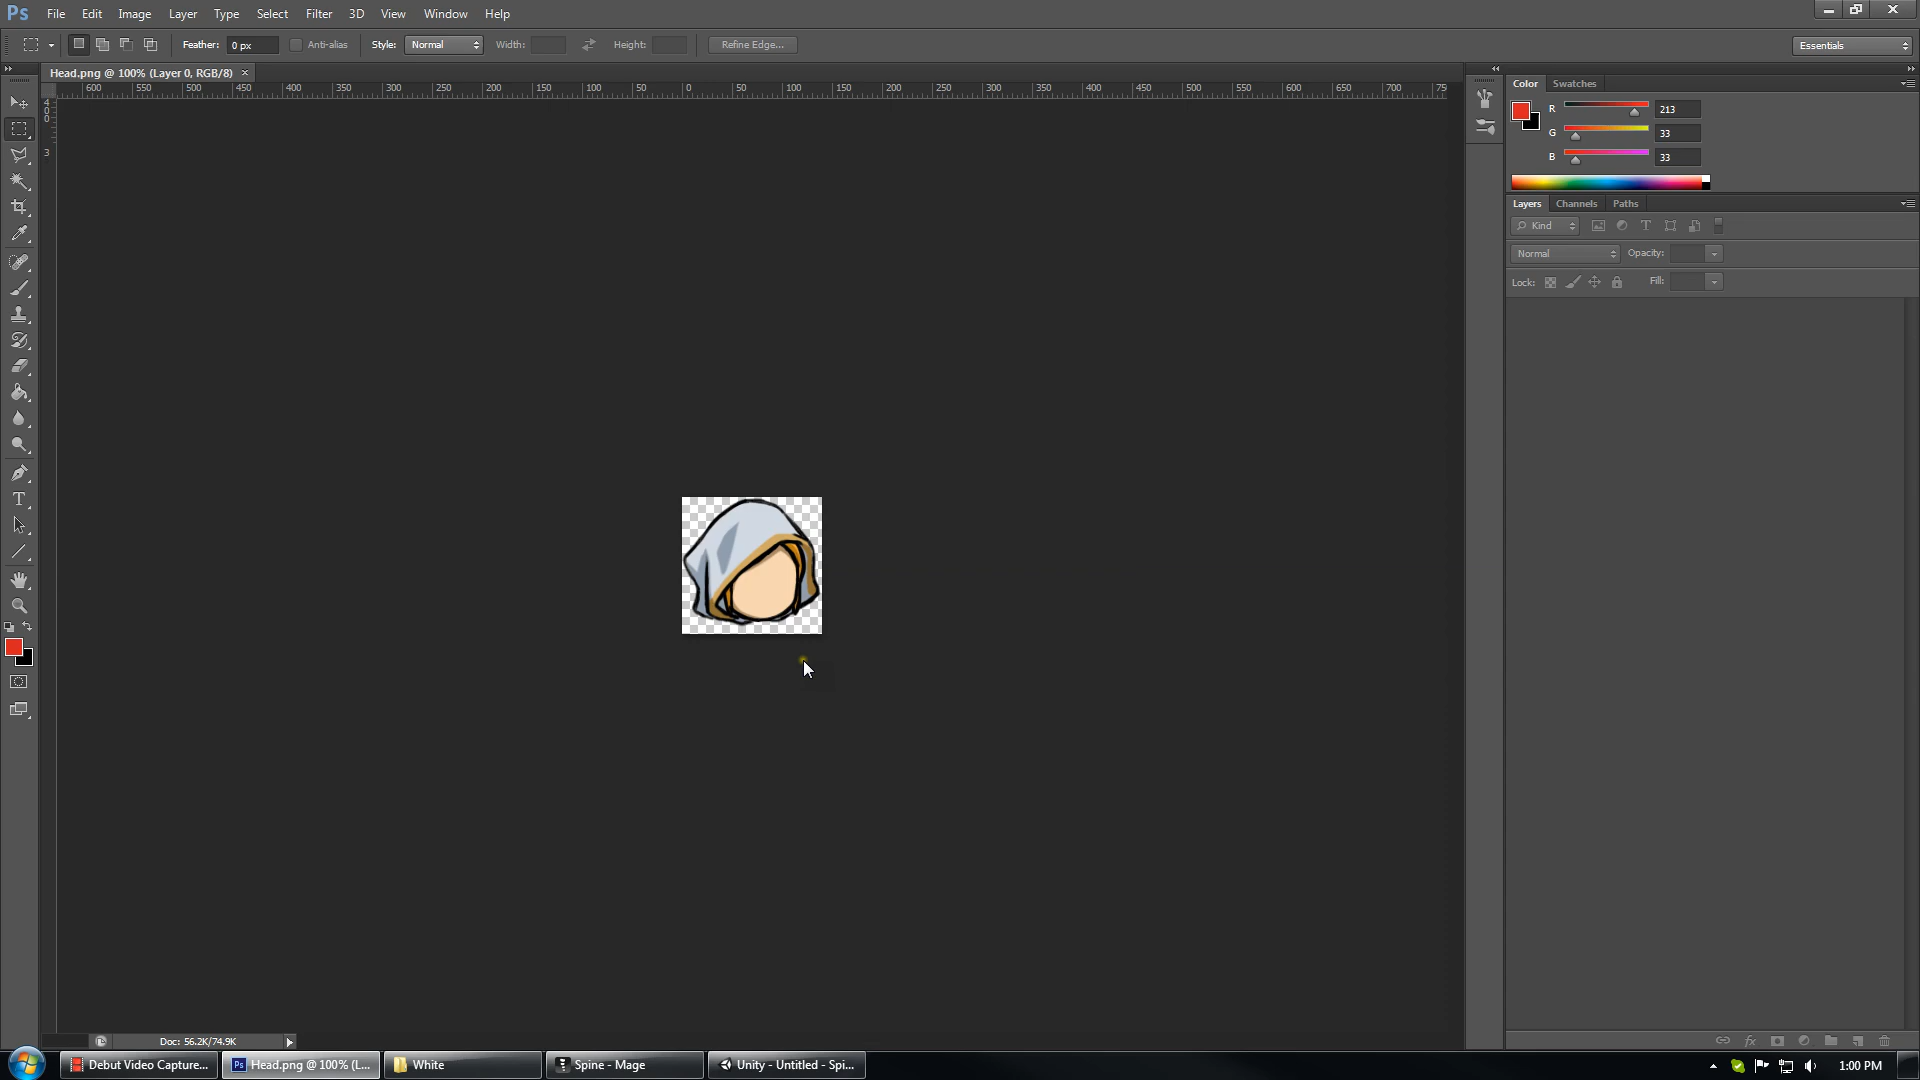 Ps File Edit Image Layer Type Select Filter 3D View Window Help
Feather: 0 px Anti-alias Style: Normal Width: Height: Refine Edge... Essentials
Head.png @ 100% (Layer 0, RGB/8) ×
600 550 500 450 400 350 300 250 200 150 100 50 0 50 100 150 200 250 300 350 400 450 500 550 600 650 700 75
4
0
0
3
Color Swatches
R 213
G 33
B 33
Layers Channels Paths
Kind
Normal Opacity:
Lock: Fill:
Doc: 56.2K/74.9K
Debut Video Capture... Head.png @ 100% (L... White Spine - Mage Unity - Untitled - Spi... 1:00 PM